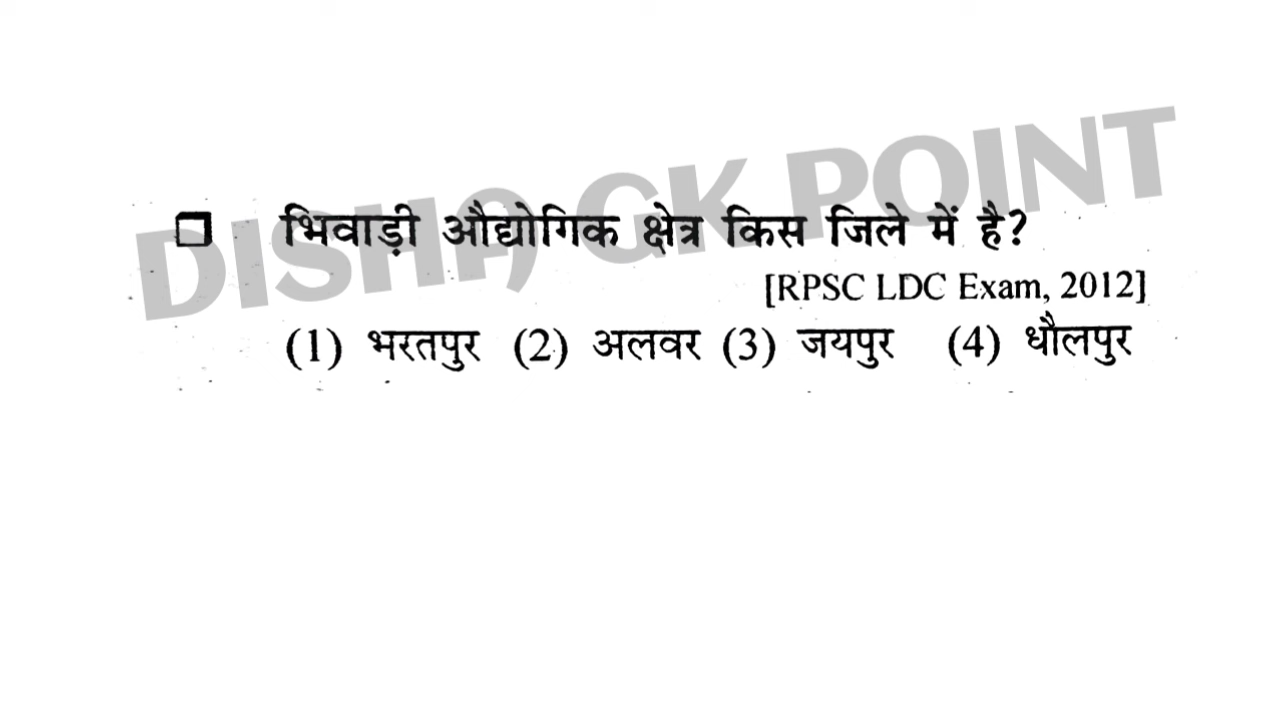 DISHA GK POINT
भिवाड़ी औद्योगिक क्षेत्र किस जिले में है?
[RPSC LDC Exam, 2012]
(1) भरतपुर (2) अलवर (3) जयपुर (4) धौलपुर